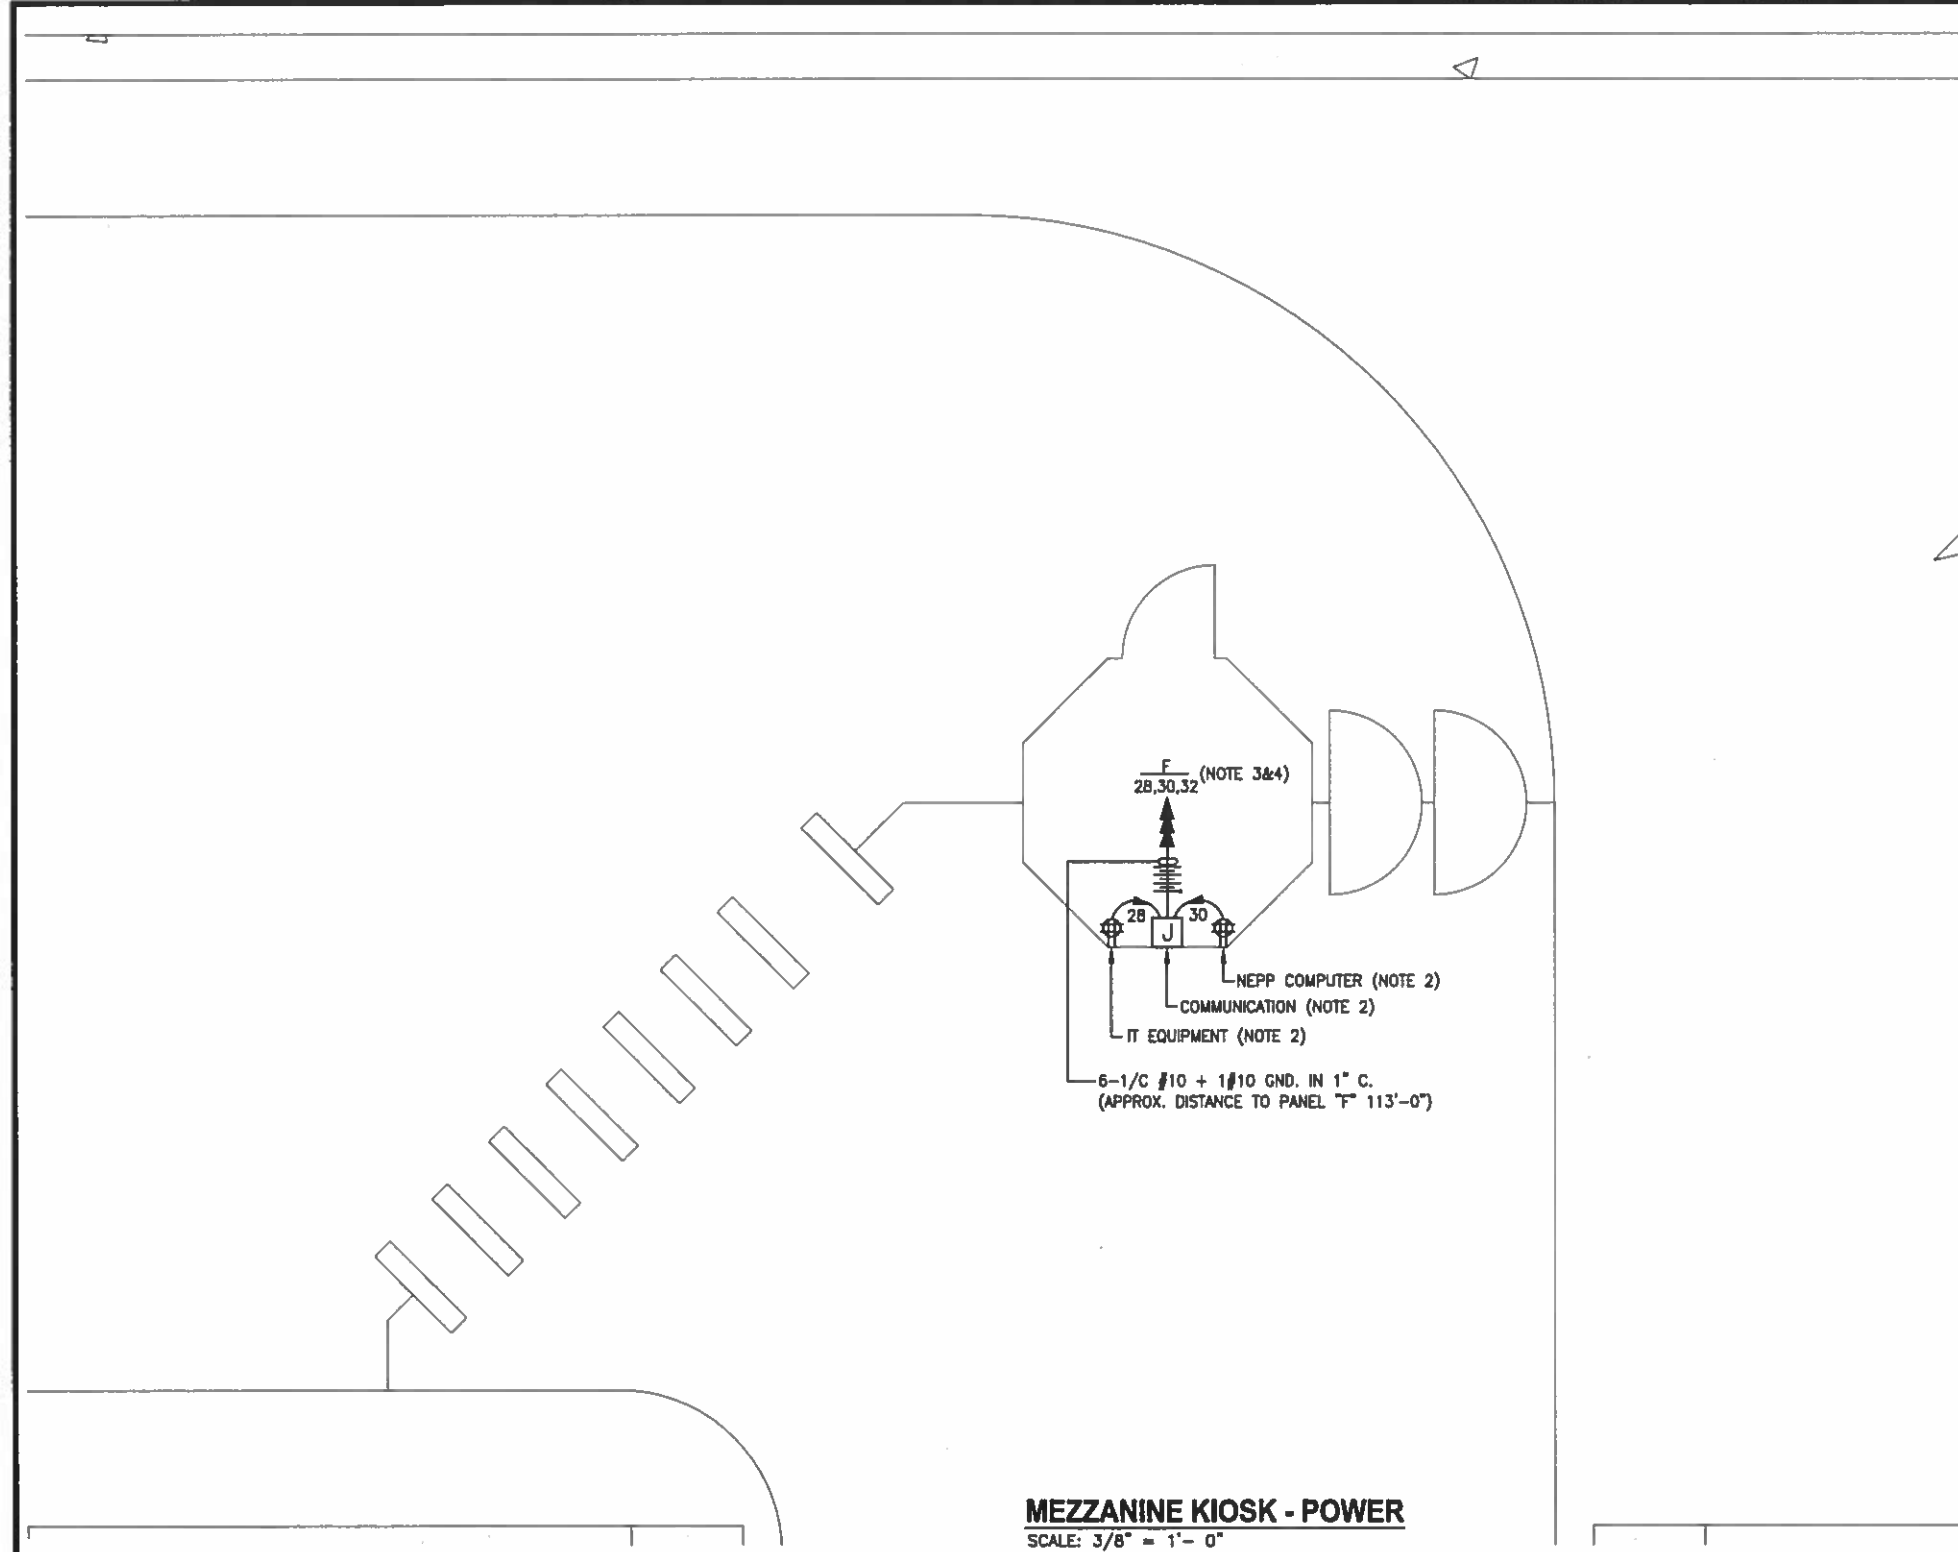 F
28,30,32 (NOTE 3&4)
28
J
30
NEPP COMPUTER (NOTE 2)
COMMUNICATION (NOTE 2)
IT EQUIPMENT (NOTE 2)
6-1/C #10 + 1#10 GND. IN 1" C.
(APPROX. DISTANCE TO PANEL "F" 113'-0")
MEZZANINE KIOSK - POWER
SCALE: 3/8" = 1'- 0"